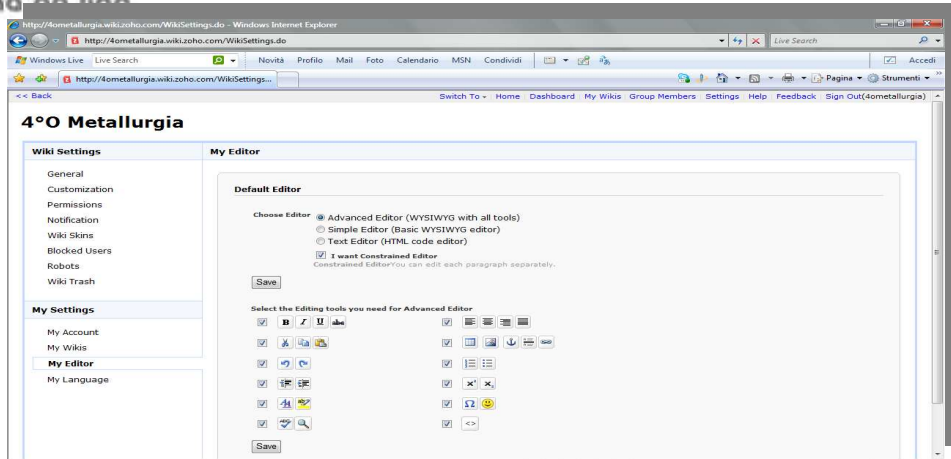 http://4ometallurgia.wiki.zoho.com/WikiSettings.do - Windows Internet Explorer
http://4ometallurgia.wiki.zoho.com/WikiSettings.do
Live Search
Windows Live
Live Search
Novità Profilo Mail Foto Calendario MSN Condividi
Accedi
http://4ometallurgia.wiki.zoho.com/WikiSettings...
Pagina
Strumenti
<< Back
Switch To Home Dashboard My Wikis Group Members Settings Help Feedback Sign Out(4ometallurgia)
4°O Metallurgia
Wiki Settings
General
Customization
Permissions
Notification
Wiki Skins
Blocked Users
Robots
Wiki Trash
My Settings
My Account
My Wikis
My Editor
My Language
My Editor
Default Editor
Choose Editor
Advanced Editor (WYSIWYG with all tools)
Simple Editor (Basic WYSIWYG editor)
Text Editor (HTML code editor)
I want Constrained Editor
Constrained EditorYou can edit each paragraph separately.
Save
Select the Editing tools you need for Advanced Editor
B I U abc
x² x₂
Ω
<>
Save